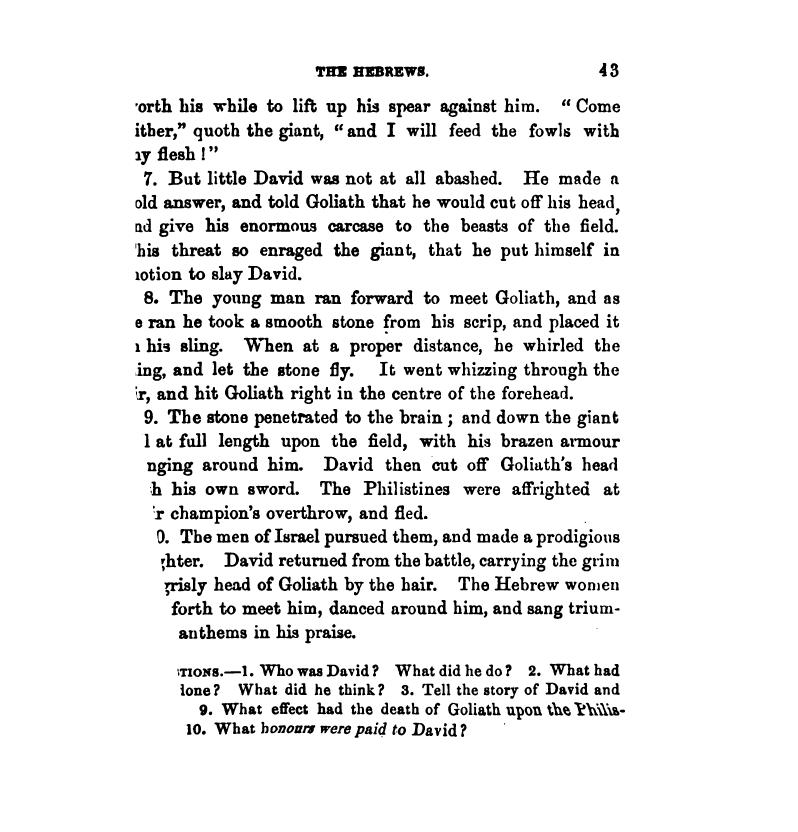 THE HEBREWS. 43
orth his while to lift up his spear against him. “ Come
ither,” quoth the giant, “ and I will feed the fowls with
y flesh ! ”
7. But little David was not at all abashed. He made a
old answer, and told Goliath that he would cut off his head,
nd give his enormous carcase to the beasts of the field.
his threat so enraged the giant, that he put himself in
otion to slay David.
8. The young man ran forward to meet Goliath, and as
e ran he took a smooth stone from his scrip, and placed it
his sling. When at a proper distance, he whirled the
ing, and let the stone fly. It went whizzing through the
ir, and hit Goliath right in the centre of the forehead.
9. The stone penetrated to the brain ; and down the giant
l at full length upon the field, with his brazen armour
nging around him. David then cut off Goliath's head
h his own sword. The Philistines were affrighted at
r champion's overthrow, and fled.
0. The men of Israel pursued them, and made a prodigious
ghter. David returned from the battle, carrying the grim
grisly head of Goliath by the hair. The Hebrew women
forth to meet him, danced around him, and sang trium-
anthems in his praise.
TIONS.—1. Who was David ? What did he do ? 2. What had
lone ? What did he think ? 3. Tell the story of David and
9. What effect had the death of Goliath upon the Philis-
10. What honours were paid to David ?